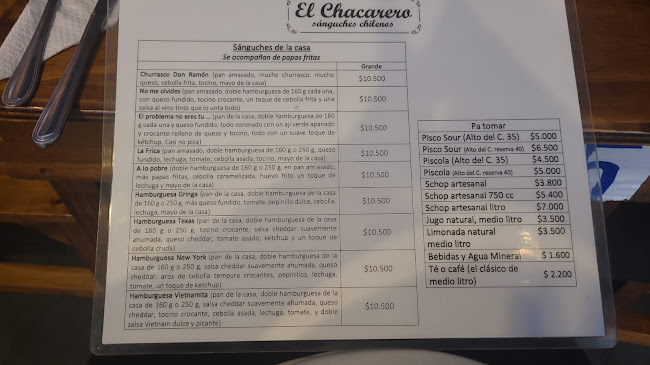 El Chacarero
sánguches chilenos
Sánguches de la casa
Se acompañan de papas fritas
Grande
Churrasco Don Ramón (pan amasado, mucho churrasco, mucho
queso, cebolla frita, tocino, mayo de la casa)
$10.500
No me olvides (pan amasado, doble hamburguesa de 160 g cada una,
con queso fundido, tocino crocante, un toque de cebolla frita y una
salsa al vino tinto que lo unta todo)
$10.500
El problema no eres tu ... (pan de la casa, doble hamburguesa de 160
g cada una y queso fundido, todo coronado con un ají verde apanado
y crocante relleno de queso y tocino, todo con un suave toque de
kétchup. Casi no pica)
$10.500
La Frica (pan amasado, doble hamburguesa de 160 g o 250 g, queso
fundido, lechuga, tomate, cebolla asada, tocino, mayo de la casa)
$10.500
A lo pobre (doble hamburguesa de 160 g o 250 g, en pan amasado,
más papas fritas, cebolla caramelizada, huevo frito, un toque de
lechuga y mayo de la casa)
$10.500
Hamburguesa Gringa (pan de la casa, doble hamburguesa de la casa
de 160 g o 250 g, más queso fundido, tomate, pepinillo dulce, cebolla,
lechuga, mayo de la casa)
$10.500
Hamburguesa Texas (pan de la casa, doble hamburguesa de la casa
de 160 g o 250 g, tocino crocante, salsa cheddar suavemente
ahumada, queso cheddar, tomate asado, ketchup y un toque de
cebolla cruda)
$10.500
Hamburguesa New York (pan de la casa, doble hamburguesa de la
casa de 160 g o 250 g, salsa cheddar suavemente ahumada, queso
cheddar, aros de cebolla tempura crocantes, pepinillos, lechuga,
tomate, un toque de ketchup)
$10.500
Hamburguesa Vietnamita (pan de la casa, doble hamburguesa de la
casa de 160 g o 250 g, salsa cheddar suavemente ahumada, queso
cheddar, tocino crocante, cebolla asada, lechuga, tomate, y doble
salsa Vietnam dulce y picante)
$10.500
Pa tomar
Pisco Sour (Alto del C. 35) $5.000
Pisco Sour (Alto del C. reserva 40) $6.500
Piscola (Alto del C. 35) $4.500
Piscola (Alto del C. reserva 40) $5.000
Schop artesanal $3.800
Schop artesanal 750 cc $5.400
Schop artesanal litro $7.000
Jugo natural, medio litro $3.500
Limonada natural $3.500
medio litro
Bebidas y Agua Mineral $ 1.600
Té o café (el clásico de $ 2.200
medio litro)